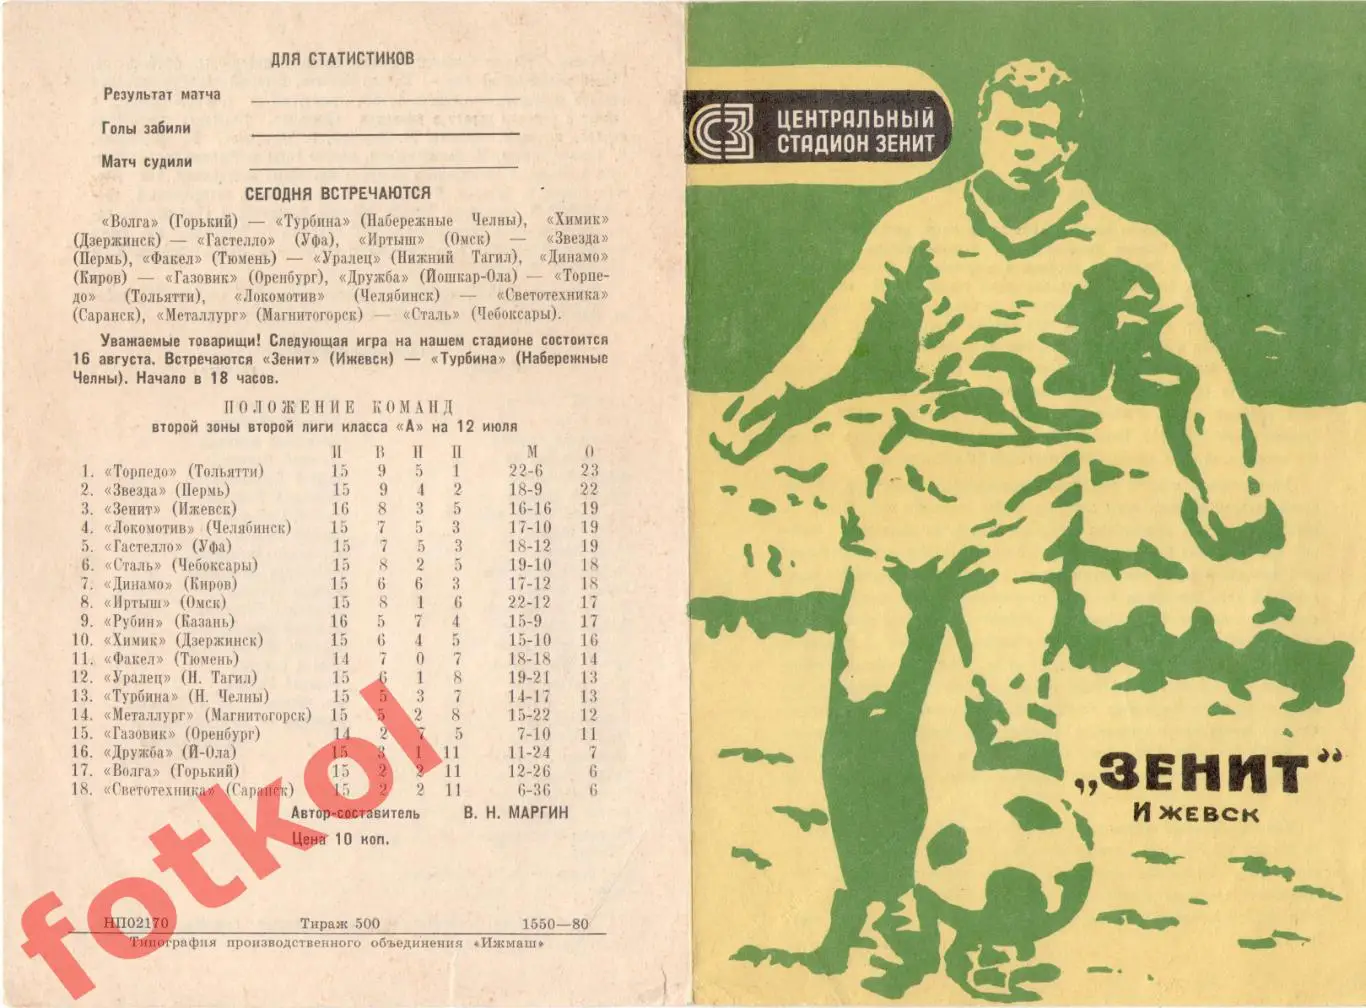 ДЛЯ СТАТИСТИКОВ
Результат матча
Голы забили
Матч судили
СЕГОДНЯ ВСТРЕЧАЮТСЯ
«Волга» (Горький) — «Турбина» (Набережные Челны), «Химик»
(Дзержинск) — «Гастелло» (Уфа), «Иртыш» (Омск) — «Звезда»
(Пермь), «Факел» (Тюмень) — «Уралец» (Нижний Тагил), «Динамо»
(Киров) — «Газовик» (Оренбург), «Дружба» (Йошкар-Ола) — «Торпе-
до» (Тольятти), «Локомотив» (Челябинск) — «Светотехника»
(Саранск), «Металлург» (Магнитогорск) — «Сталь» (Чебоксары).
Уважаемые товарищи! Следующая игра на нашем стадионе состоится
16 августа. Встречаются «Зенит» (Ижевск) — «Турбина» (Набережные
Челны). Начало в 18 часов.
ПОЛОЖЕНИЕ КОМАНД
второй зоны второй лиги класса «А» на 12 июля
И В Н П М О
1. «Торпедо» (Тольятти) 15 9 5 1 22-6 23
2. «Звезда» (Пермь) 15 9 4 2 18-9 22
3. «Зенит» (Ижевск) 16 8 3 5 16-16 19
4. «Локомотив» (Челябинск) 15 7 5 3 17-10 19
5. «Гастелло» (Уфа) 15 7 5 3 18-12 19
6. «Сталь» (Чебоксары) 15 8 2 5 19-10 18
7. «Динамо» (Киров) 15 6 6 3 17-12 18
8. «Иртыш» (Омск) 15 8 1 6 22-12 17
9. «Рубин» (Казань) 16 5 7 4 15-9 17
10. «Химик» (Дзержинск) 15 6 4 5 15-10 16
11. «Факел» (Тюмень) 14 7 0 7 18-18 14
12. «Уралец» (Н. Тагил) 15 6 1 8 19-21 13
13. «Турбина» (Н. Челны) 15 5 3 7 14-17 13
14. «Металлург» (Магнитогорск) 15 5 2 8 15-22 12
15. «Газовик» (Оренбург) 14 2 7 5 7-10 11
16. «Дружба» (Й-Ола) 15 3 1 11 11-24 7
17. «Волга» (Горький) 15 2 2 11 12-26 6
18. «Светотехника» (Саранск) 15 2 2 11 6-36 6
Автор-составитель В. Н. МАРГИН
Цена 10 коп.
НП02170 Тираж 500 1550—80
Типография производственного объединения «Ижмаш»
fotkol
СЗ
ЦЕНТРАЛЬНЫЙ
СТАДИОН ЗЕНИТ
„ЗЕНИТ“
ИЖЕВСК